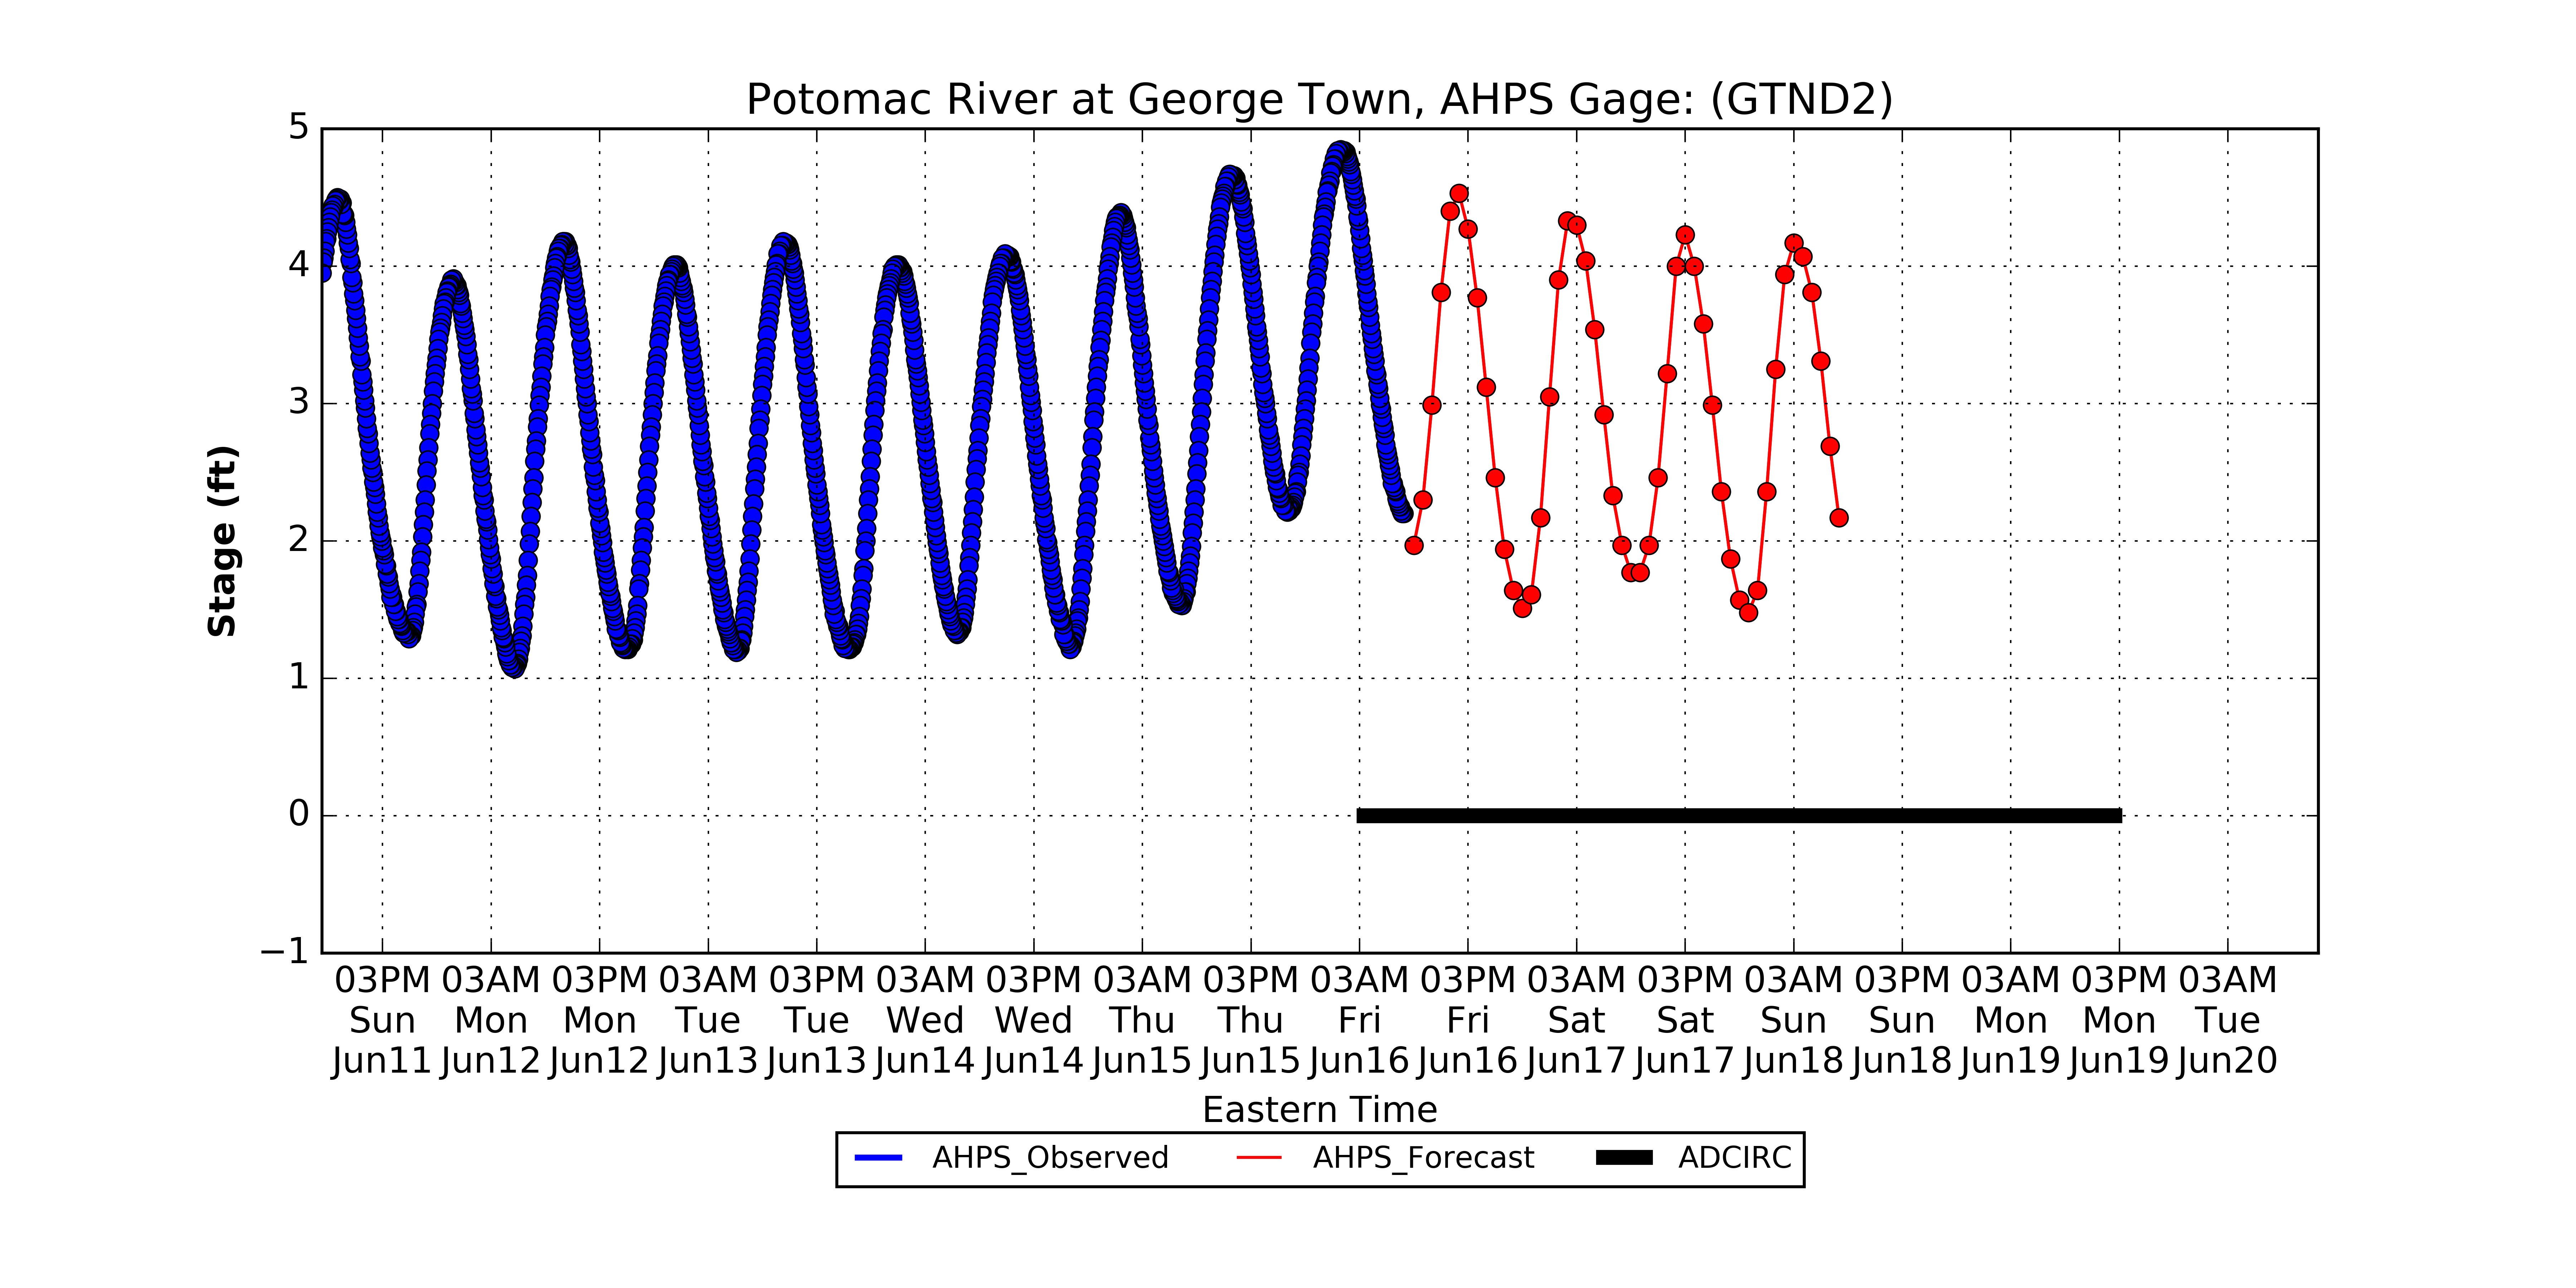 Potomac River at George Town, AHPS Gage: (GTND2)
Stage (ft)
5
4
3
2
1
0
−1
03PM 03AM 03PM 03AM 03PM 03AM 03PM 03AM 03PM 03AM 03PM 03AM 03PM 03AM 03PM 03AM 03PM 03AM
Sun Mon Mon Tue Tue Wed Wed Thu Thu Fri Fri Sat Sat Sun Sun Mon Mon Tue
Jun11 Jun12 Jun12 Jun13 Jun13 Jun14 Jun14 Jun15 Jun15 Jun16 Jun16 Jun17 Jun17 Jun18 Jun18 Jun19 Jun19 Jun20
Eastern Time
AHPS_Observed AHPS_Forecast ADCIRC